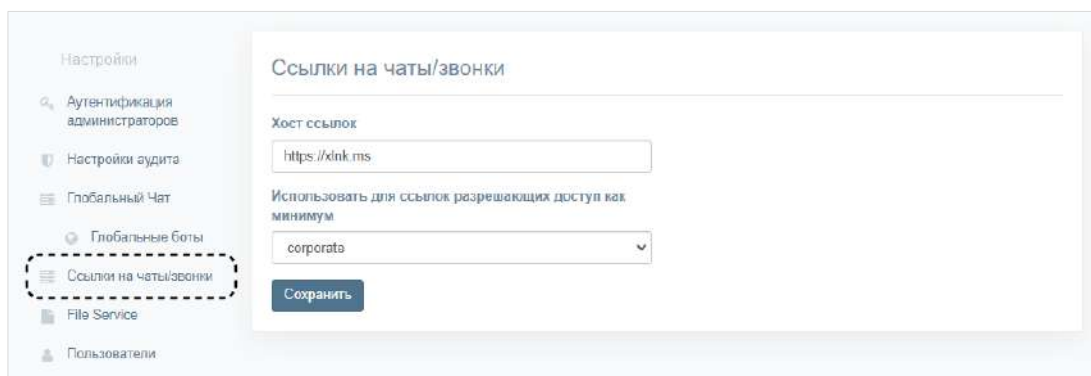 Настройки
Аутентификация
администраторов
Настройки аудита
Глобальный Чат
Глобальные боты
Ссылки на чаты/звонки
File Service
Пользователи
Ссылки на чаты/звонки
Хост ссылок
https://xlnk.ms
Использовать для ссылок разрешающих доступ как
минимум
corporate
Сохранить